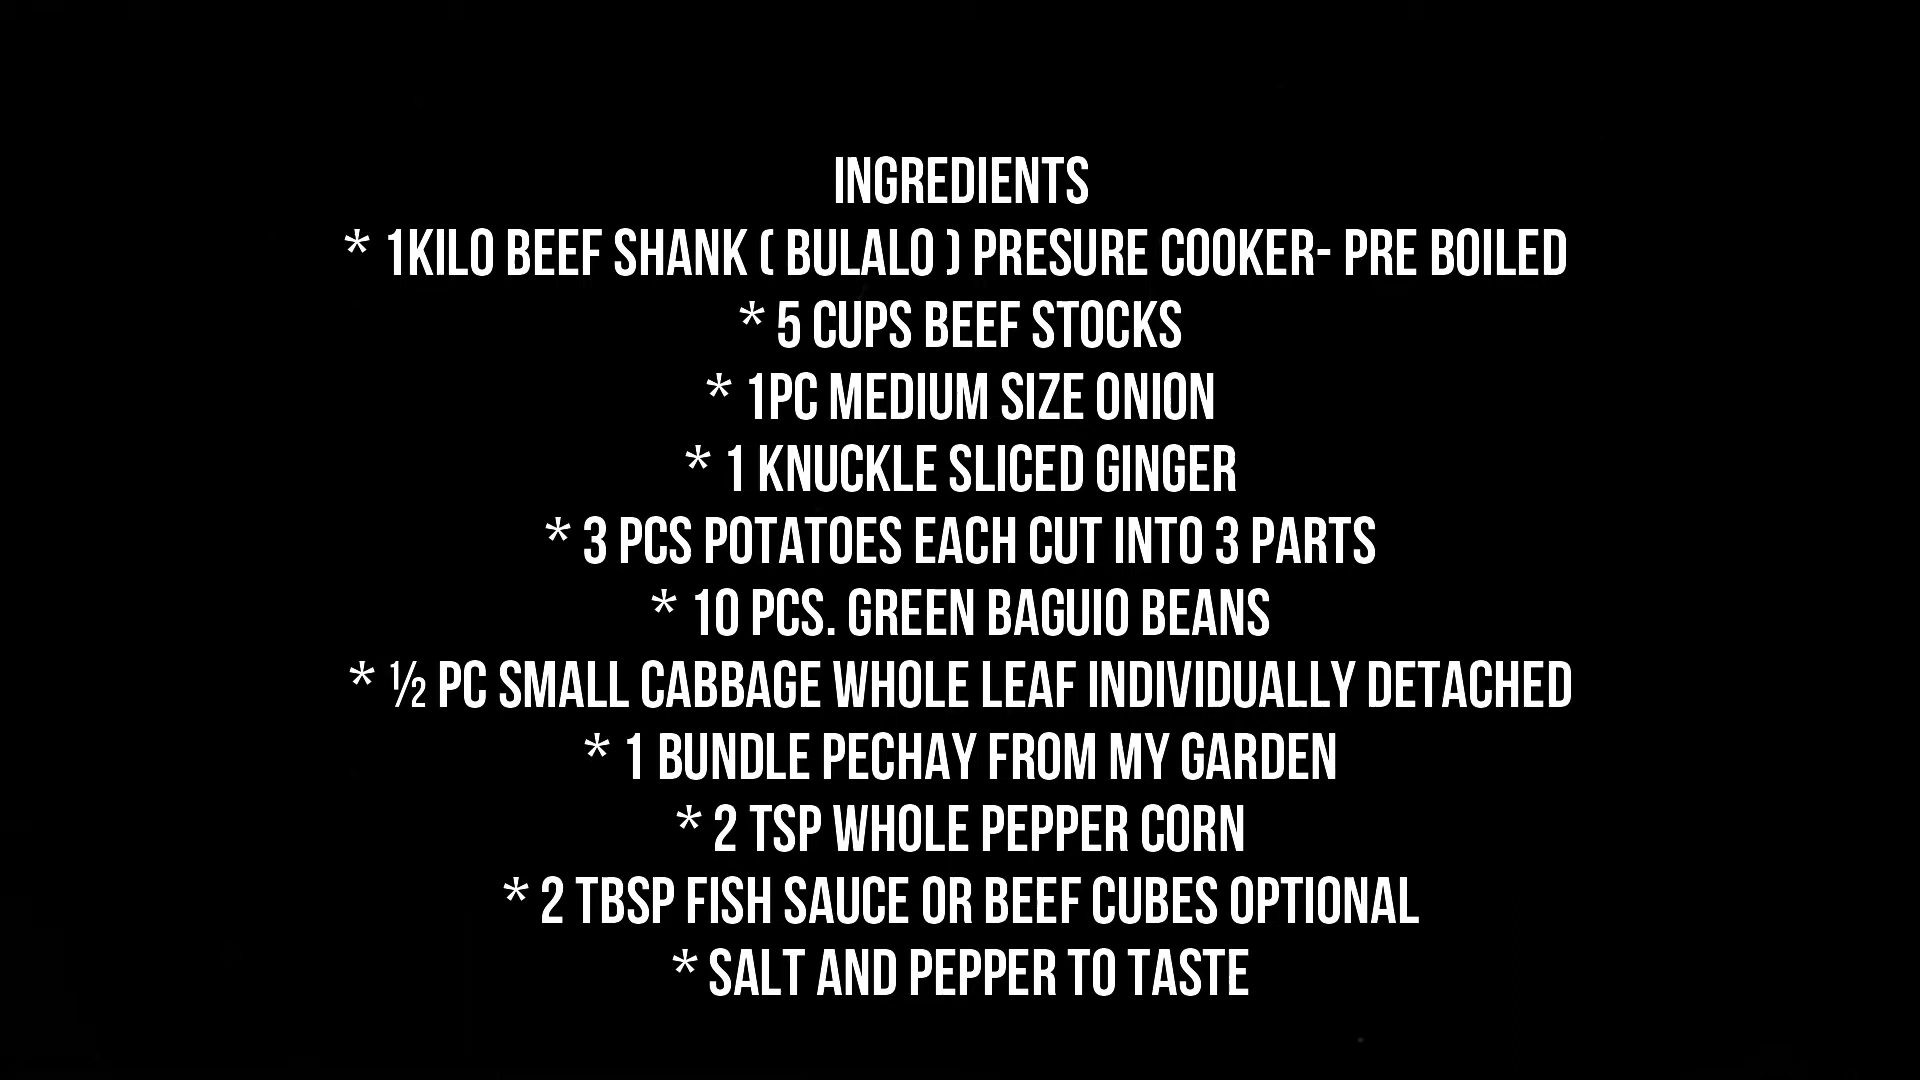 INGREDIENTS
* 1KILO BEEF SHANK ( BULALO ) PRESURE COOKER- PRE BOILED
* 5 CUPS BEEF STOCKS
* 1PC MEDIUM SIZE ONION
* 1 KNUCKLE SLICED GINGER
* 3 PCS POTATOES EACH CUT INTO 3 PARTS
* 10 PCS. GREEN BAGUIO BEANS
* ½ PC SMALL CABBAGE WHOLE LEAF INDIVIDUALLY DETACHED
* 1 BUNDLE PECHAY FROM MY GARDEN
* 2 TSP WHOLE PEPPER CORN
* 2 TBSP FISH SAUCE OR BEEF CUBES OPTIONAL
* SALT AND PEPPER TO TASTE